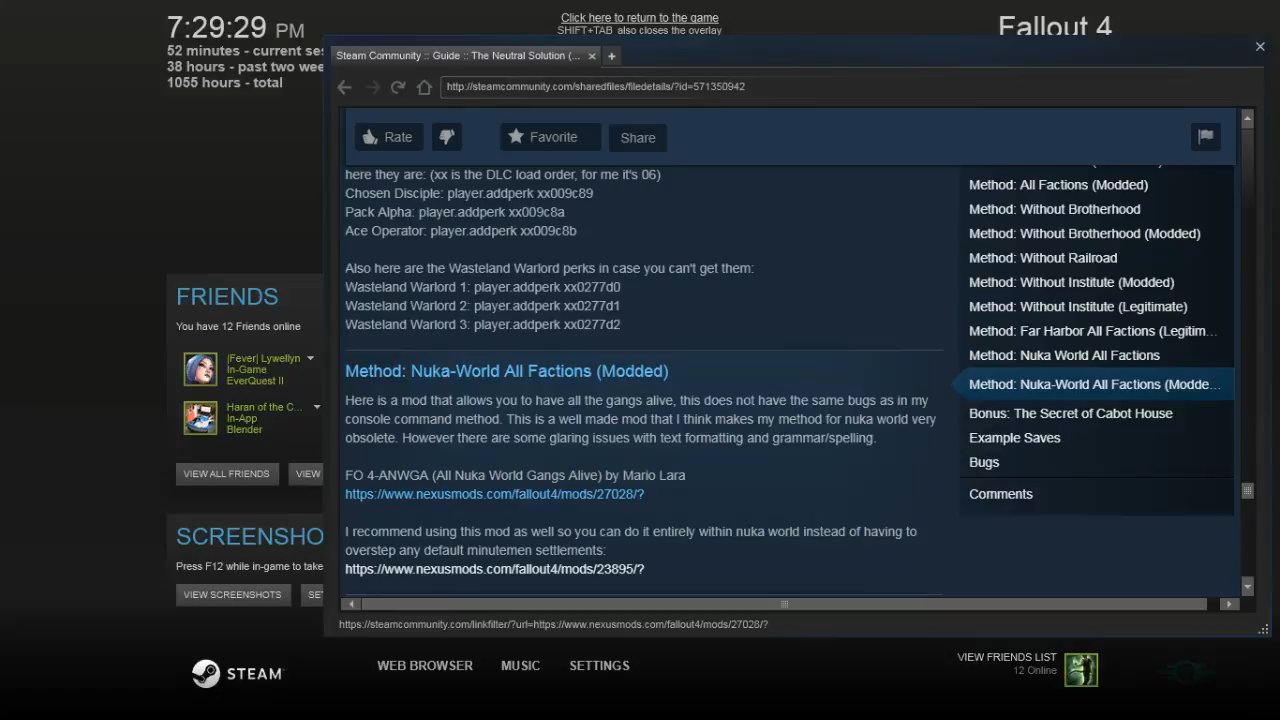 7:29:29 PM
52 minutes - current ses
38 hours - past two wee
1055 hours - total
Click here to return to the game
SHIFT+TAB also closes the overlay
Fallout 4
Steam Community :: Guide :: The Neutral Solution (...
http://steamcommunity.com/sharedfiles/filedetails/?id=571350942
Rate
Favorite
Share
here they are: (xx is the DLC load order, for me it's 06)
Chosen Disciple: player.addperk xx009c89
Pack Alpha: player.addperk xx009c8a
Ace Operator: player.addperk xx009c8b
Also here are the Wasteland Warlord perks in case you can't get them:
Wasteland Warlord 1: player.addperk xx0277d0
Wasteland Warlord 2: player.addperk xx0277d1
Wasteland Warlord 3: player.addperk xx0277d2
Method: Nuka-World All Factions (Modded)
Here is a mod that allows you to have all the gangs alive, this does not have the same bugs as in my
console command method. This is a well made mod that I think makes my method for nuka world very
obsolete. However there are some glaring issues with text formatting and grammar/spelling.
FO 4-ANWGA (All Nuka World Gangs Alive) by Mario Lara
https://www.nexusmods.com/fallout4/mods/27028/?
I recommend using this mod as well so you can do it entirely within nuka world instead of having to
overstep any default minutemen settlements:
https://www.nexusmods.com/fallout4/mods/23895/?
Method: All Factions (Modded)
Method: Without Brotherhood
Method: Without Brotherhood (Modded)
Method: Without Railroad
Method: Without Institute (Modded)
Method: Without Institute (Legitimate)
Method: Far Harbor All Factions (Legitim...
Method: Nuka World All Factions
Method: Nuka-World All Factions (Modde...
Bonus: The Secret of Cabot House
Example Saves
Bugs
Comments
https://steamcommunity.com/linkfilter/?url=https://www.nexusmods.com/fallout4/mods/27028/?
FRIENDS
You have 12 Friends online
|Fever| Lywellyn
In-Game
EverQuest II
Haran of the C...
In-App
Blender
VIEW ALL FRIENDS
VIEW
SCREENSHO
Press F12 while in-game to take
VIEW SCREENSHOTS
SE
STEAM
WEB BROWSER
MUSIC
SETTINGS
VIEW FRIENDS LIST
12 Online